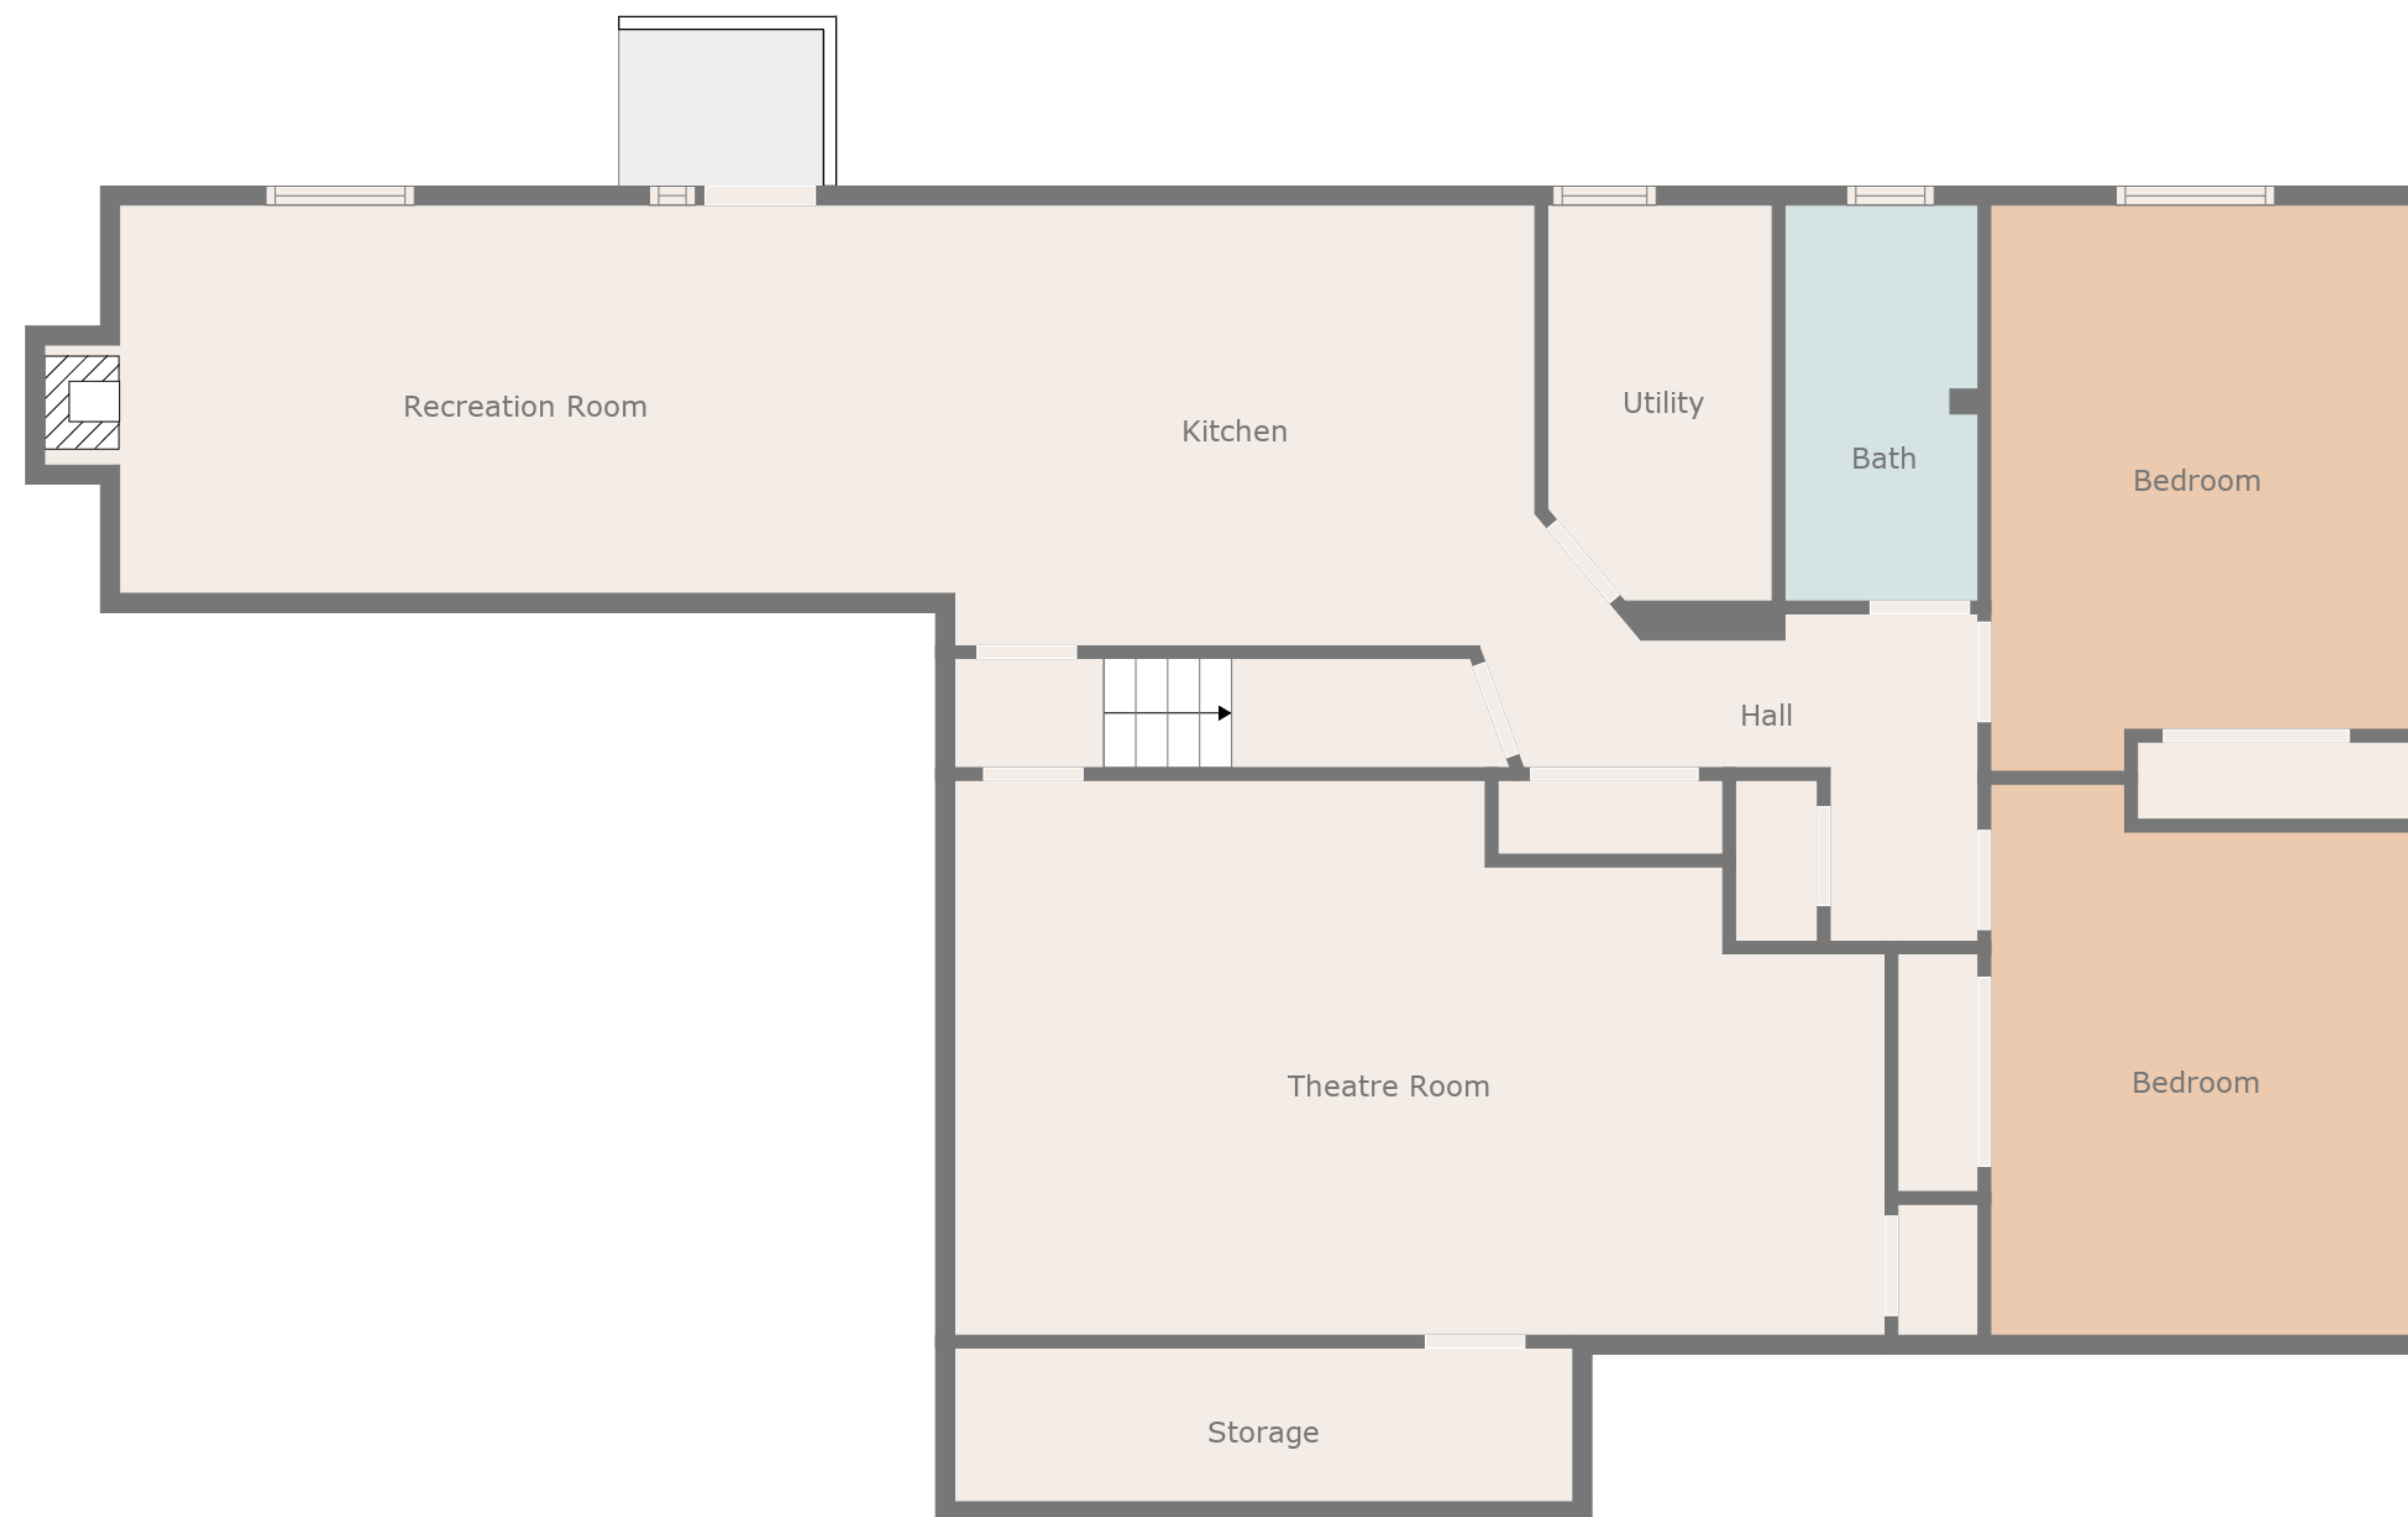 Recreation Room
Kitchen
Utility
Bath
Bedroom
Hall
Theatre Room
Bedroom
Storage